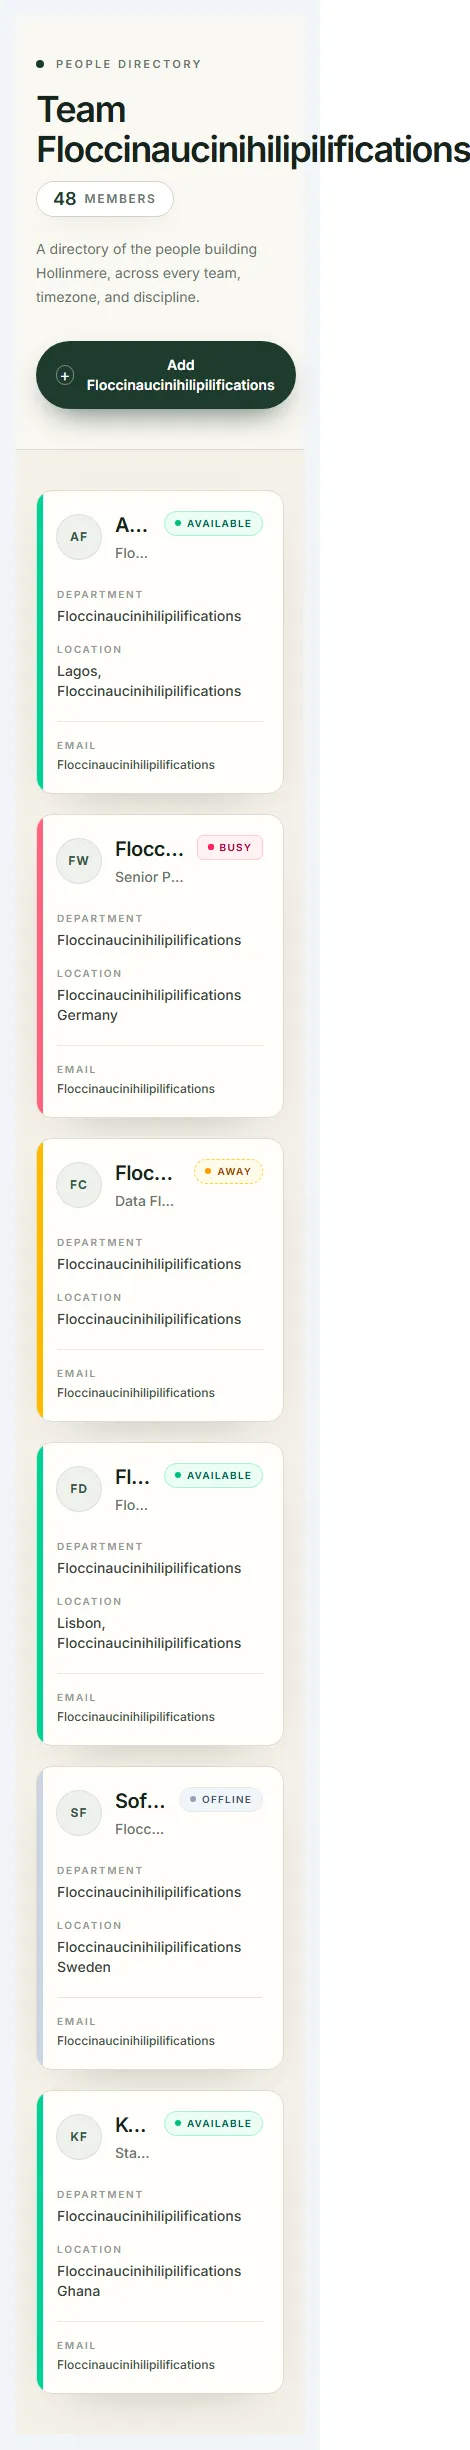 PEOPLE DIRECTORY
Team
Floccinaucinihilipilifications
48 MEMBERS
A directory of the people building
Hollinmere, across every team,
timezone, and discipline.
+ Add
Floccinaucinihilipilifications
AF
A...
AVAILABLE
Flo...
DEPARTMENT
Floccinaucinihilipilifications
LOCATION
Lagos,
Floccinaucinihilipilifications
EMAIL
Floccinaucinihilipilifications
FW
Flocc...
BUSY
Senior P...
DEPARTMENT
Floccinaucinihilipilifications
LOCATION
Floccinaucinihilipilifications
Germany
EMAIL
Floccinaucinihilipilifications
FC
Floc...
AWAY
Data Fl...
DEPARTMENT
Floccinaucinihilipilifications
LOCATION
Floccinaucinihilipilifications
EMAIL
Floccinaucinihilipilifications
FD
Fl...
AVAILABLE
Flo...
DEPARTMENT
Floccinaucinihilipilifications
LOCATION
Lisbon,
Floccinaucinihilipilifications
EMAIL
Floccinaucinihilipilifications
SF
Sof...
OFFLINE
Flocc...
DEPARTMENT
Floccinaucinihilipilifications
LOCATION
Floccinaucinihilipilifications
Sweden
EMAIL
Floccinaucinihilipilifications
KF
K...
AVAILABLE
Sta...
DEPARTMENT
Floccinaucinihilipilifications
LOCATION
Floccinaucinihilipilifications
Ghana
EMAIL
Floccinaucinihilipilifications